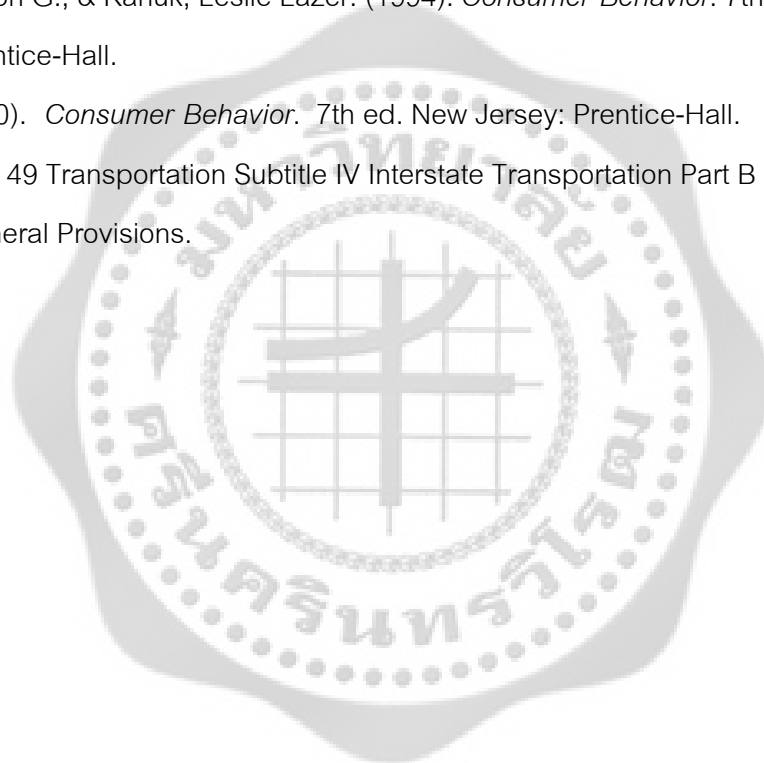 on G., & Kanuk, Leslie Lazer. (1994). Consumer Behavior. 7th
ntice-Hall.
0). Consumer Behavior. 7th ed. New Jersey: Prentice-Hall.
49 Transportation Subtitle IV Interstate Transportation Part B
neral Provisions.
มหาวิทยาลัย
ศรีนครินทรวิโรฒ